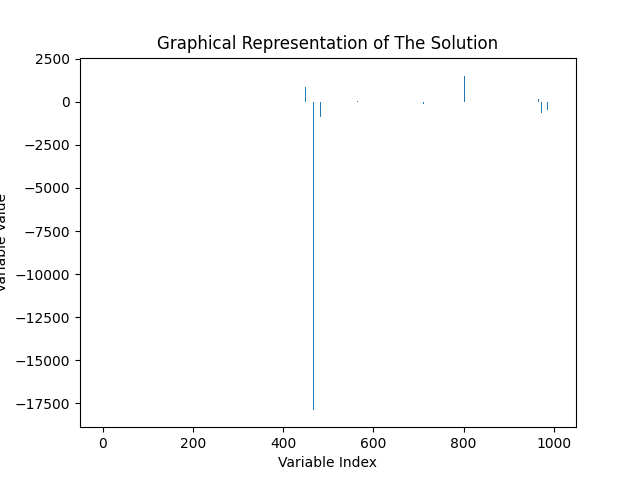 Graphical Representation of The Solution
2500
0
−2500
−5000
−7500
−10000
−12500
−15000
−17500
Variable Value
0 200 400 600 800 1000
Variable Index